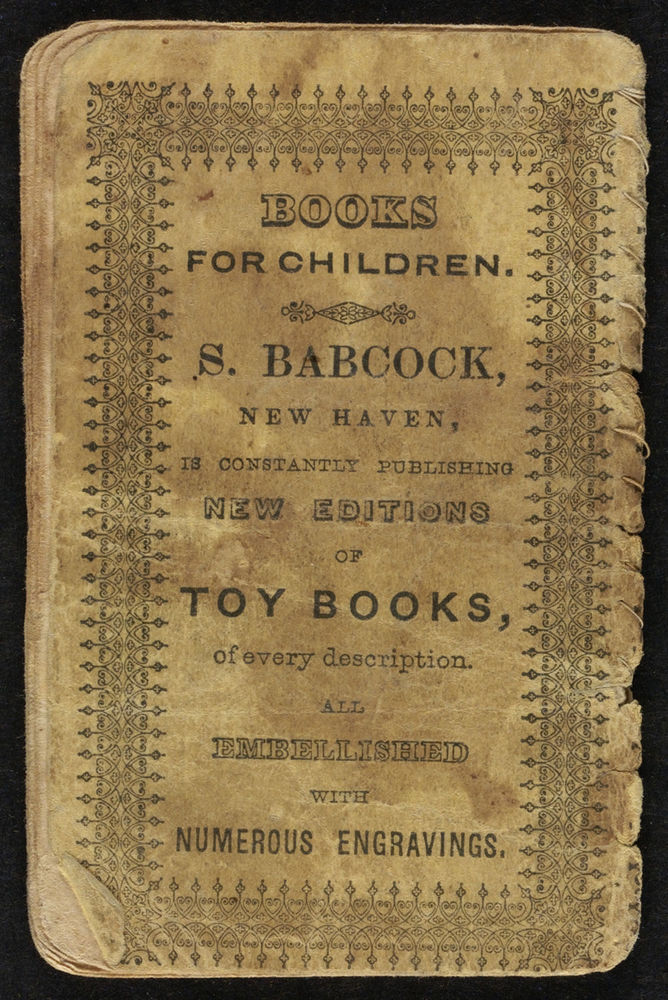 BOOKS
FOR CHILDREN.
S. BABCOCK,
NEW HAVEN,
IS CONSTANTLY PUBLISHING
NEW EDITIONS
OF
TOY BOOKS,
of every description.
ALL
EMBELLISHED
WITH
NUMEROUS ENGRAVINGS.